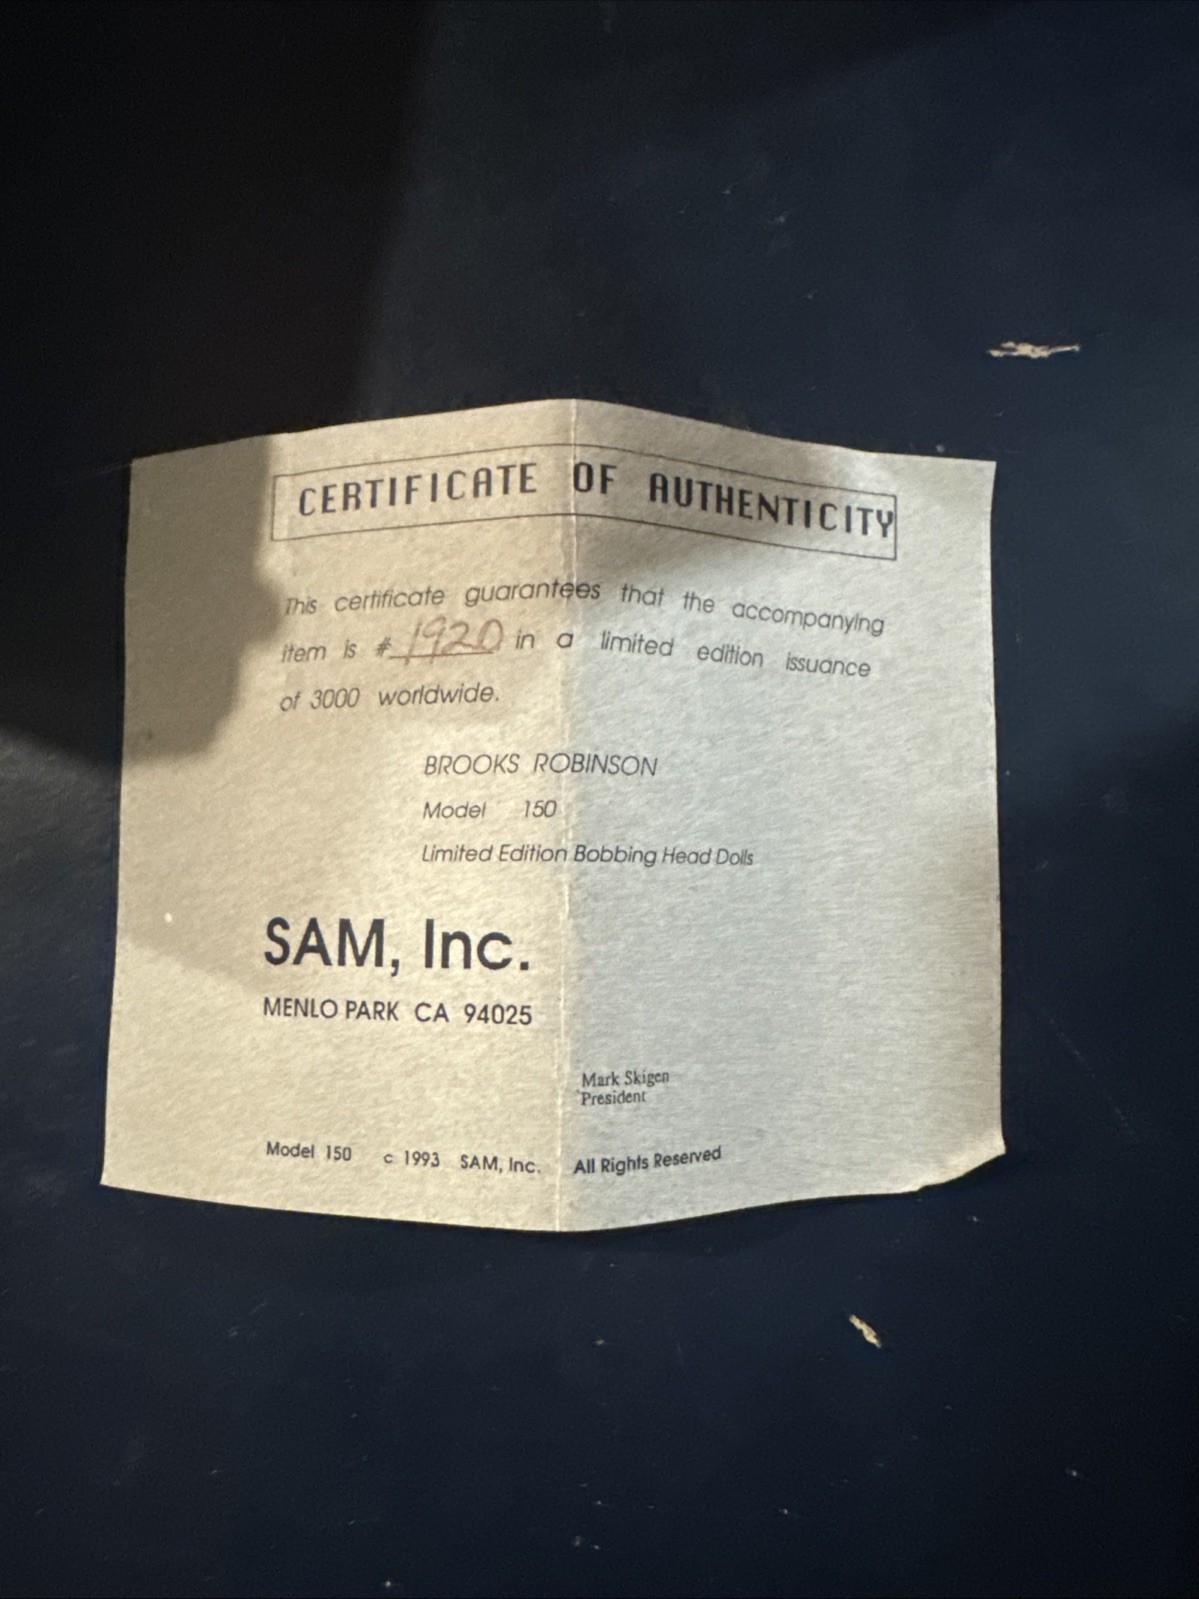 CERTIFICATE OF AUTHENTICITY
This certificate guarantees that the accompanying
item is # 1920 in a limited edition issuance
of 3000 worldwide.
BROOKS ROBINSON
Model 150
Limited Edition Bobbing Head Dolls
SAM, Inc.
MENLO PARK CA 94025
Mark Skigen
President
Model 150 c 1993 SAM, Inc. All Rights Reserved